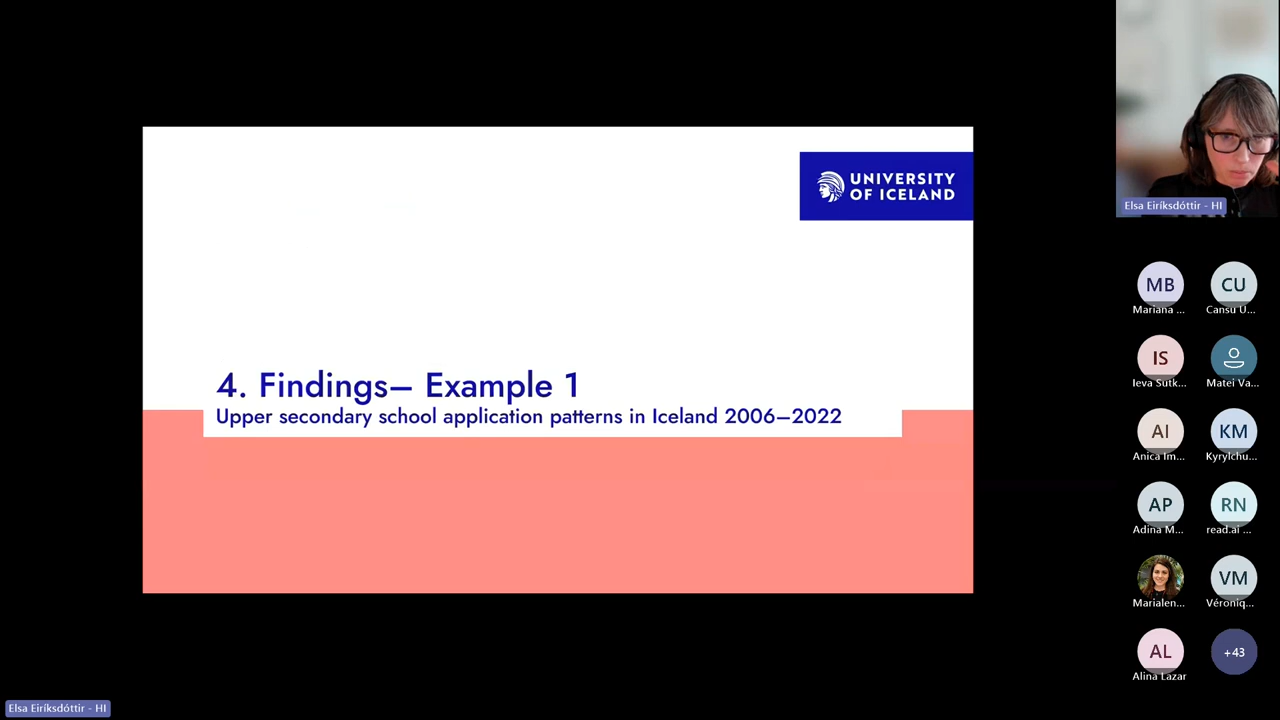 UNIVERSITY
OF ICELAND
4. Findings– Example 1
Upper secondary school application patterns in Iceland 2006–2022
Elsa Eiríksdóttir - HI
MB
Mariana ...
CU
Cansu U...
IS
Ieva Sutk...
Matei Va...
AI
Anica Im...
KM
Kyrylchu...
AP
Adina M...
RN
read.ai ...
Marialen...
VM
Véroniq...
AL
Alina Lazar
+43
Elsa Eiríksdóttir - HI